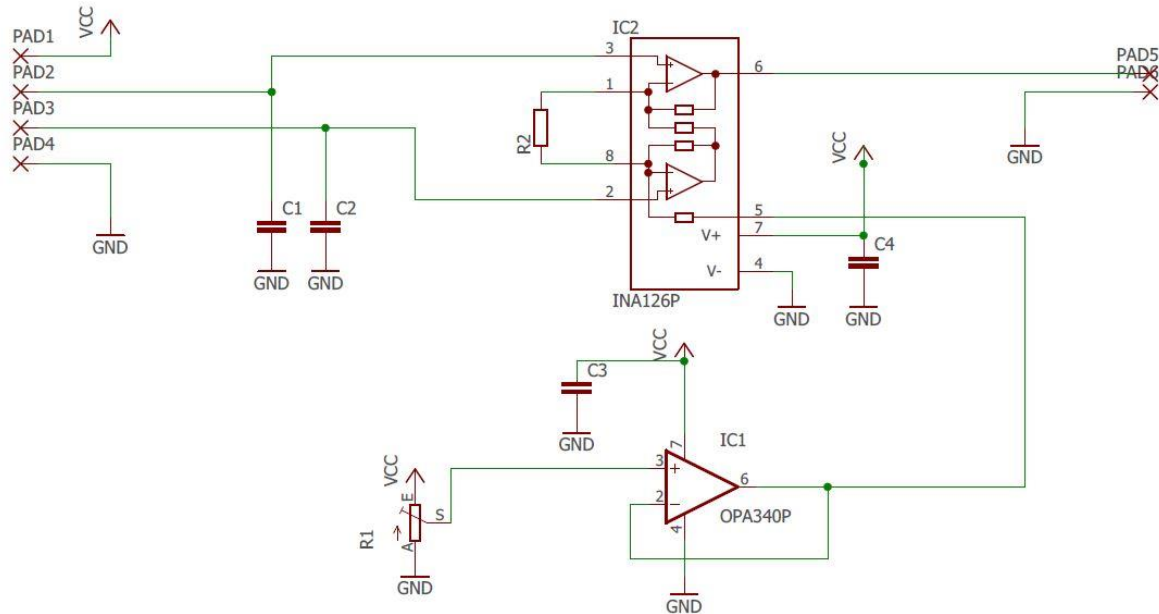 VCC
PAD1
PAD2
PAD3
PAD4
GND
C1
GND
C2
GND
IC2
3
1
8
2
R2
6
5
7
4
V+
V-
INA126P
GND
VCC
C4
GND
PAD5
PAD6
GND
VCC
C3
GND
IC1
7
3
2
6
4
OPA340P
GND
VCC
E
S
A
R1
GND